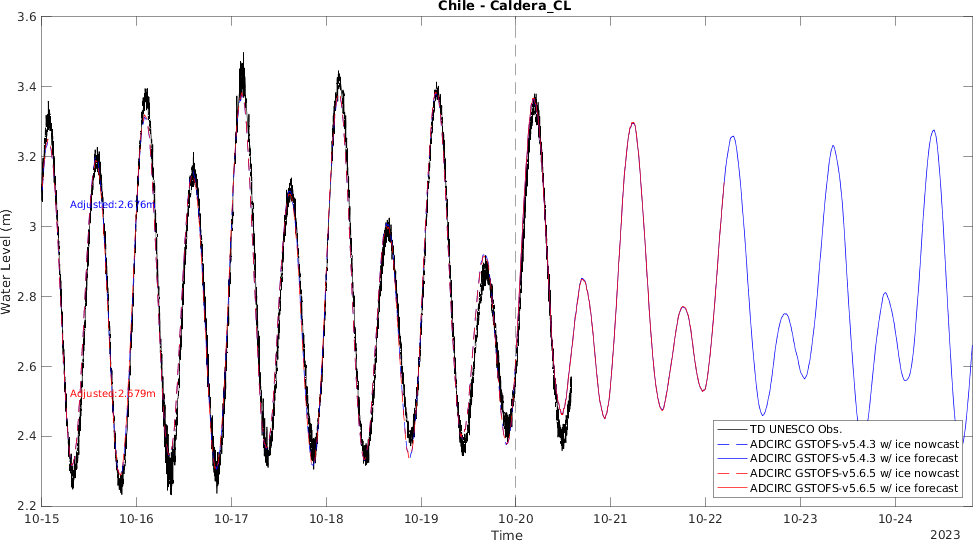 Chile - Caldera_CL
3.6
3.4
3.2
3
2.8
2.6
2.4
2.2
Water Level (m)
Adjusted:2.676m
Adjusted:2.679m
TD UNESCO Obs.
ADCIRC GSTOFS-v5.4.3 w/ ice nowcast
ADCIRC GSTOFS-v5.4.3 w/ ice forecast
ADCIRC GSTOFS-v5.6.5 w/ ice nowcast
ADCIRC GSTOFS-v5.6.5 w/ ice forecast
10-15 10-16 10-17 10-18 10-19 10-20 10-21 10-22 10-23 10-24
Time
2023